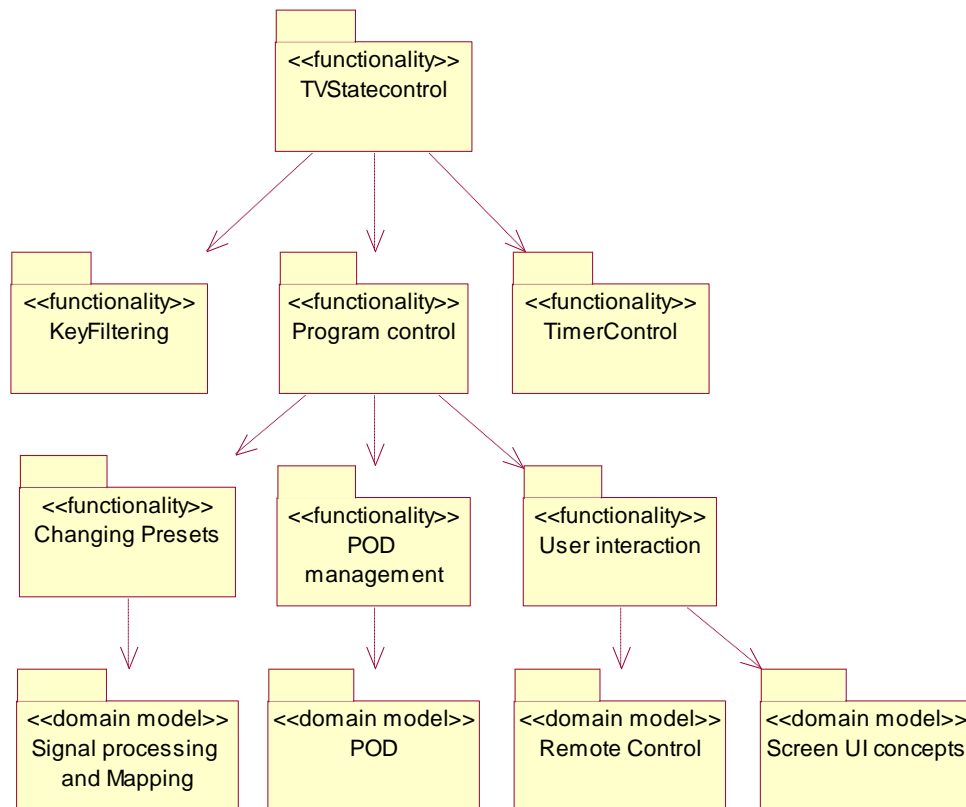 <<functionality>>
TVStatecontrol
<<functionality>>
KeyFiltering
<<functionality>>
Program control
<<functionality>>
TimerControl
<<functionality>>
Changing Presets
<<functionality>>
POD
management
<<functionality>>
User interaction
<<domain model>>
Signal processing
and Mapping
<<domain model>>
POD
<<domain model>>
Remote Control
<<domain model>>
Screen UI concepts